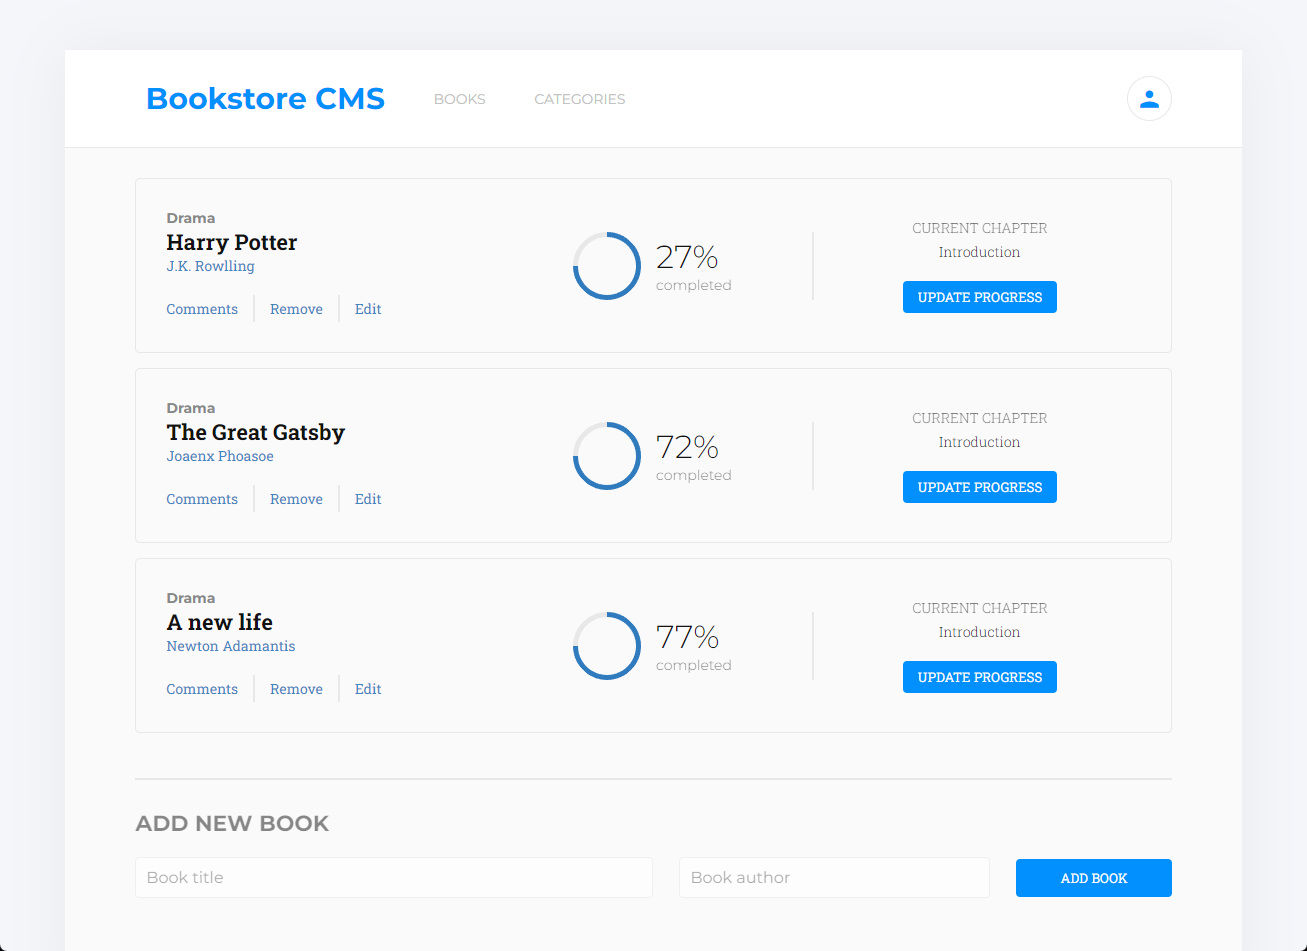 Bookstore CMS
BOOKS
CATEGORIES
Drama
Harry Potter
J.K. Rowlling
Comments
Remove
Edit
27%
completed
CURRENT CHAPTER
Introduction
UPDATE PROGRESS
Drama
The Great Gatsby
Joaenx Phoasoe
Comments
Remove
Edit
72%
completed
CURRENT CHAPTER
Introduction
UPDATE PROGRESS
Drama
A new life
Newton Adamantis
Comments
Remove
Edit
77%
completed
CURRENT CHAPTER
Introduction
UPDATE PROGRESS
ADD NEW BOOK
Book title
Book author
ADD BOOK